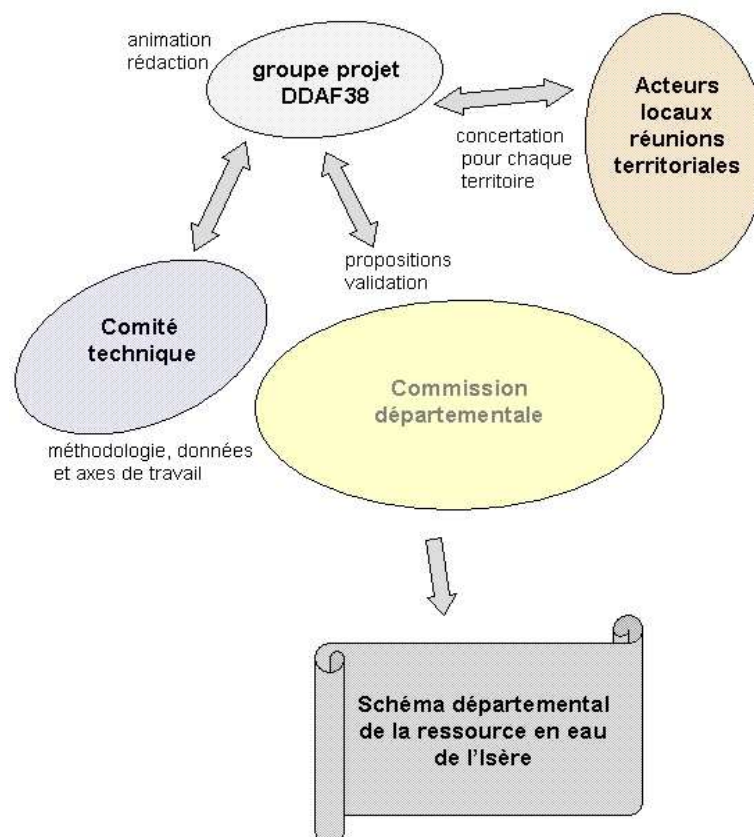 animation
rédaction
groupe projet
DDAF38
Acteurs
locaux
réunions
territoriales
concertation
pour chaque
territoire
propositions
validation
Comité
technique
Commission
départementale
méthodologie, données
et axes de travail
Schéma départemental
de la ressource en eau
de l'Isère